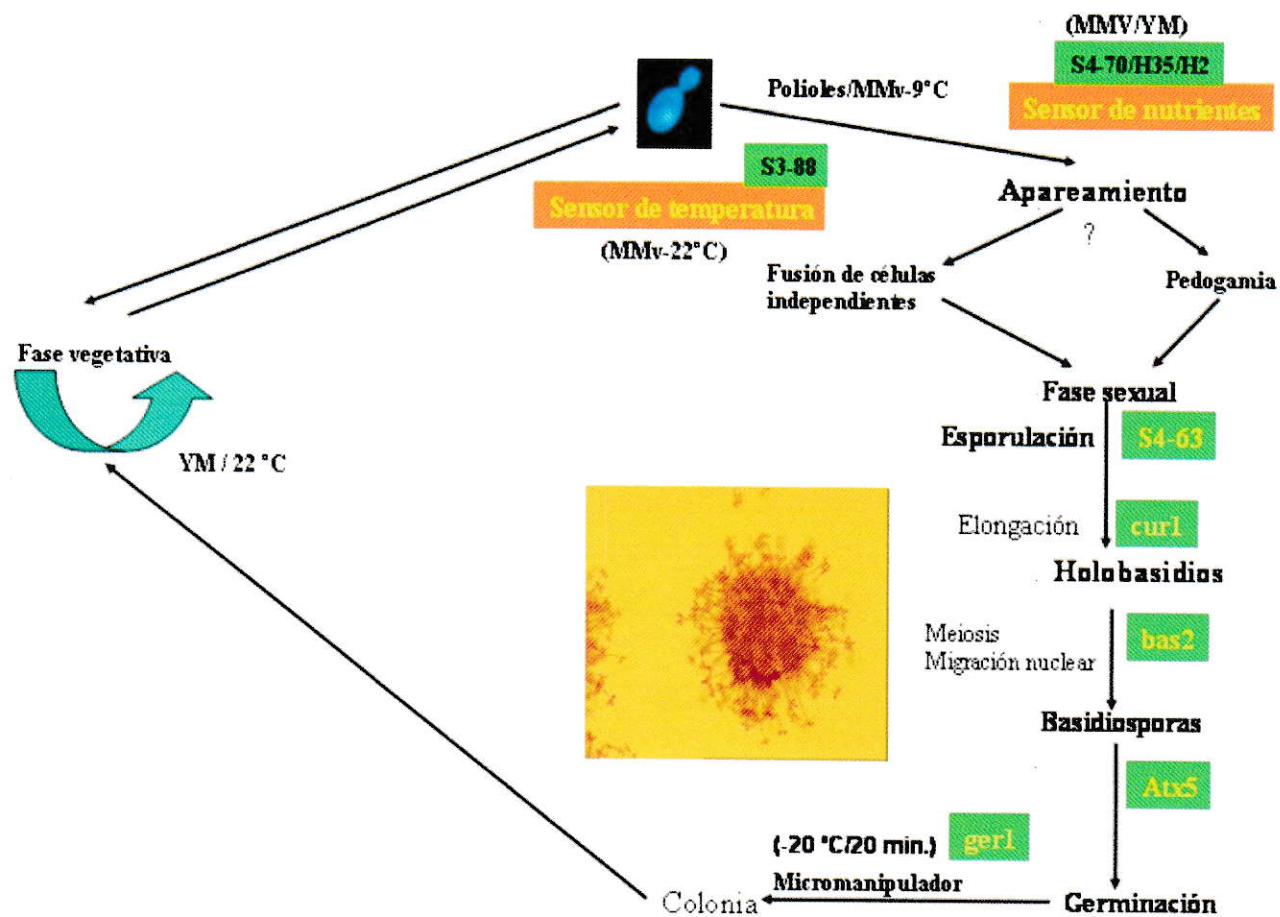 (MMV/YM)
S4-70/H35/H2
Sensor de nutrientes
Polioles/MMv-9°C
S3-88
Sensor de temperatura
(MMv-22°C)
Apareamiento
?
Fusión de células
independientes
Pedogamia
Fase vegetativa
YM / 22 °C
Fase sexual
Esporulación
S4-63
Elongación
cur1
Holobasidios
Meiosis
Migración nuclear
bas2
Basidiosporas
Atx5
(-20 °C/20 min.)
ger1
Micromanipulador
Colonia
Germinación